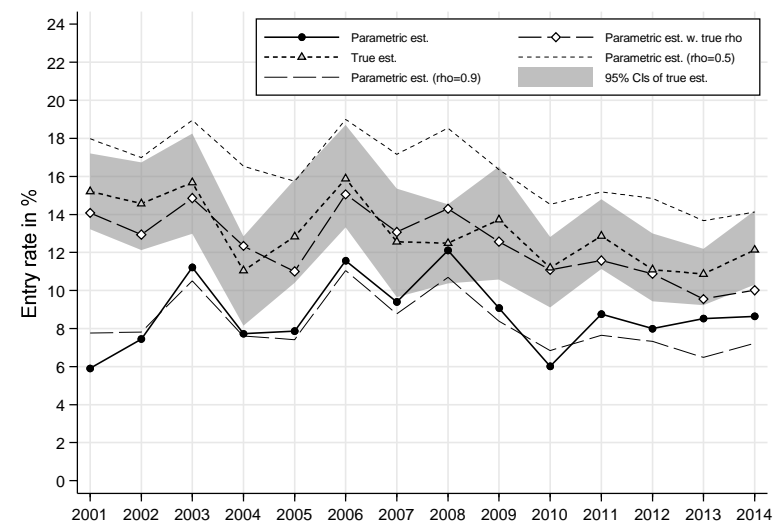 Entry rate in %
24
22
20
18
16
14
12
10
8
6
4
2
0
Parametric est.
Parametric est. w. true rho
True est.
Parametric est. (rho=0.5)
Parametric est. (rho=0.9)
95% CIs of true est.
2001 2002 2003 2004 2005 2006 2007 2008 2009 2010 2011 2012 2013 2014